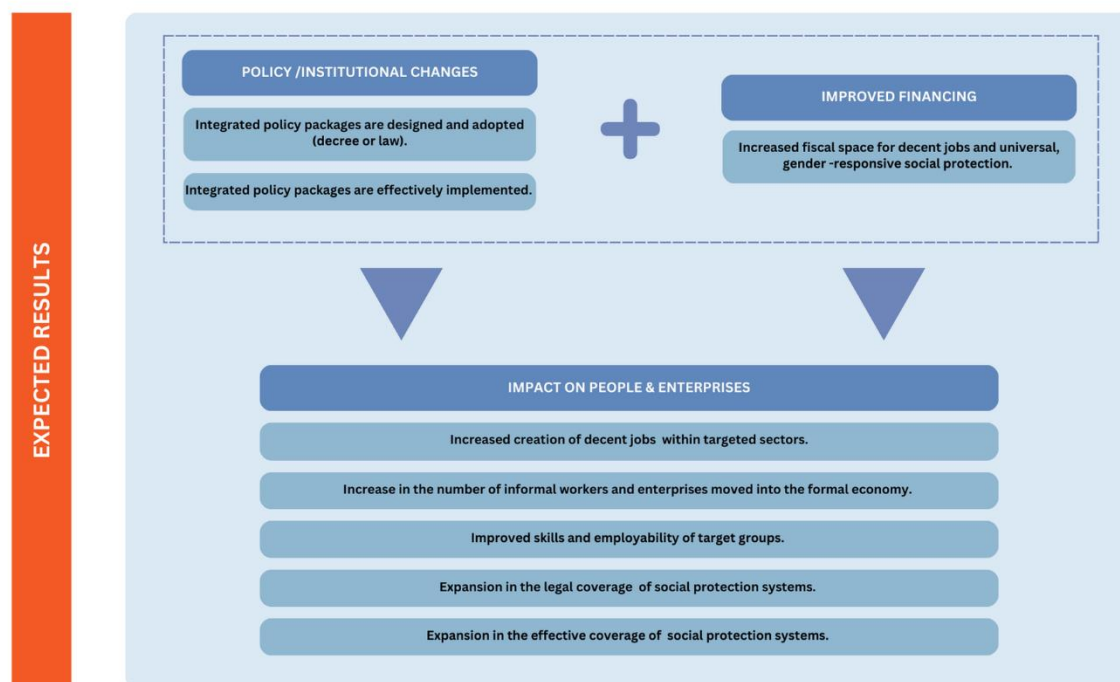 EXPECTED RESULTS
POLICY /INSTITUTIONAL CHANGES
Integrated policy packages are designed and adopted
(decree or law).
Integrated policy packages are effectively implemented.
IMPROVED FINANCING
Increased fiscal space for decent jobs and universal,
gender -responsive social protection.
IMPACT ON PEOPLE & ENTERPRISES
Increased creation of decent jobs within targeted sectors.
Increase in the number of informal workers and enterprises moved into the formal economy.
Improved skills and employability of target groups.
Expansion in the legal coverage of social protection systems.
Expansion in the effective coverage of social protection systems.